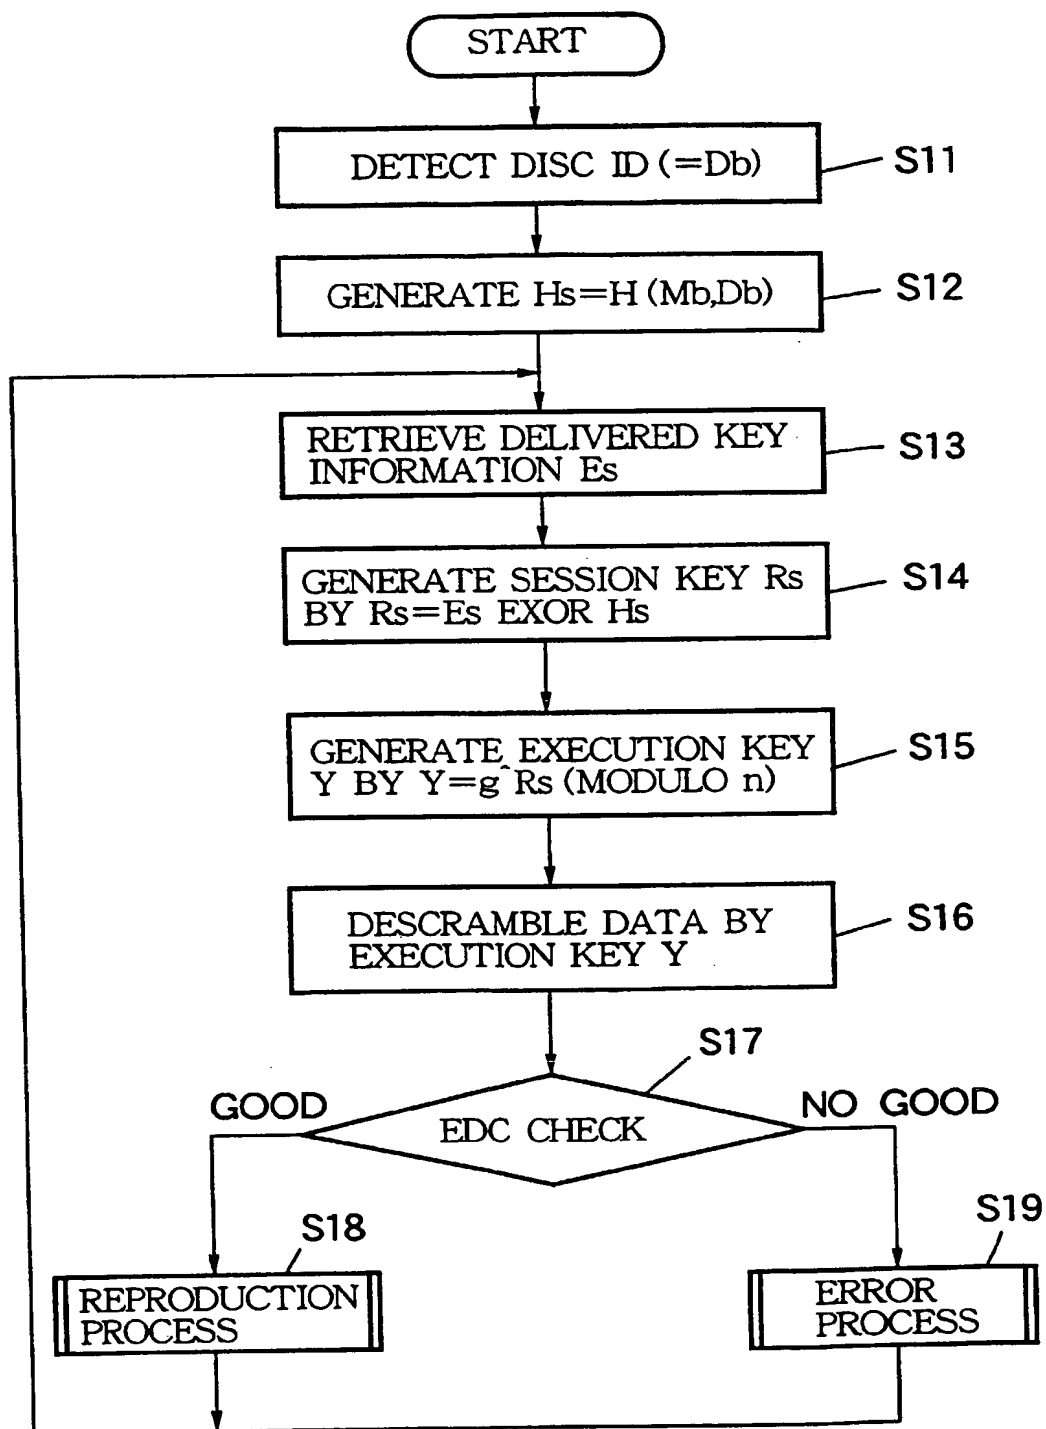 START
DETECT DISC ID (=Db)
S11
GENERATE Hs=H (Mb,Db)
S12
RETRIEVE DELIVERED KEY
INFORMATION Es
S13
GENERATE SESSION KEY Rs
BY Rs=Es EXOR Hs
S14
GENERATE EXECUTION KEY
Y BY Y=g^Rs (MODULO n)
S15
DESCRAMBLE DATA BY
EXECUTION KEY Y
S16
S17
GOOD
EDC CHECK
NO GOOD
S18
REPRODUCTION
PROCESS
S19
ERROR
PROCESS